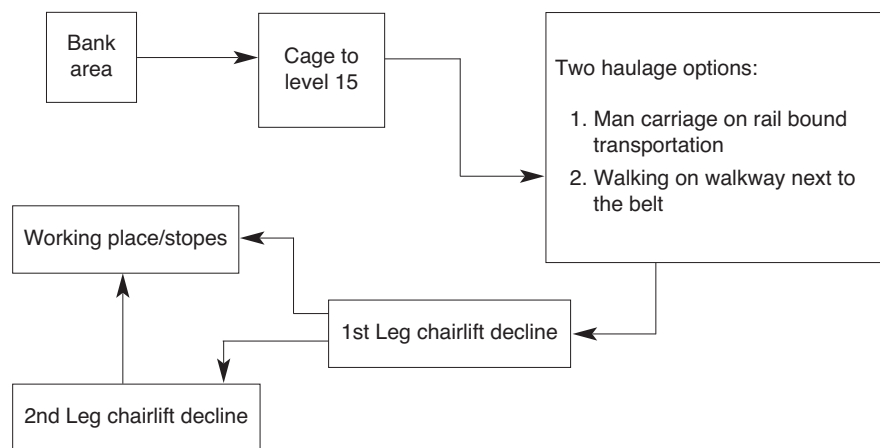 Bank
area
Cage to
level 15
Two haulage options:
1. Man carriage on rail bound
transportation
2. Walking on walkway next to
the belt
Working place/stopes
1st Leg chairlift decline
2nd Leg chairlift decline